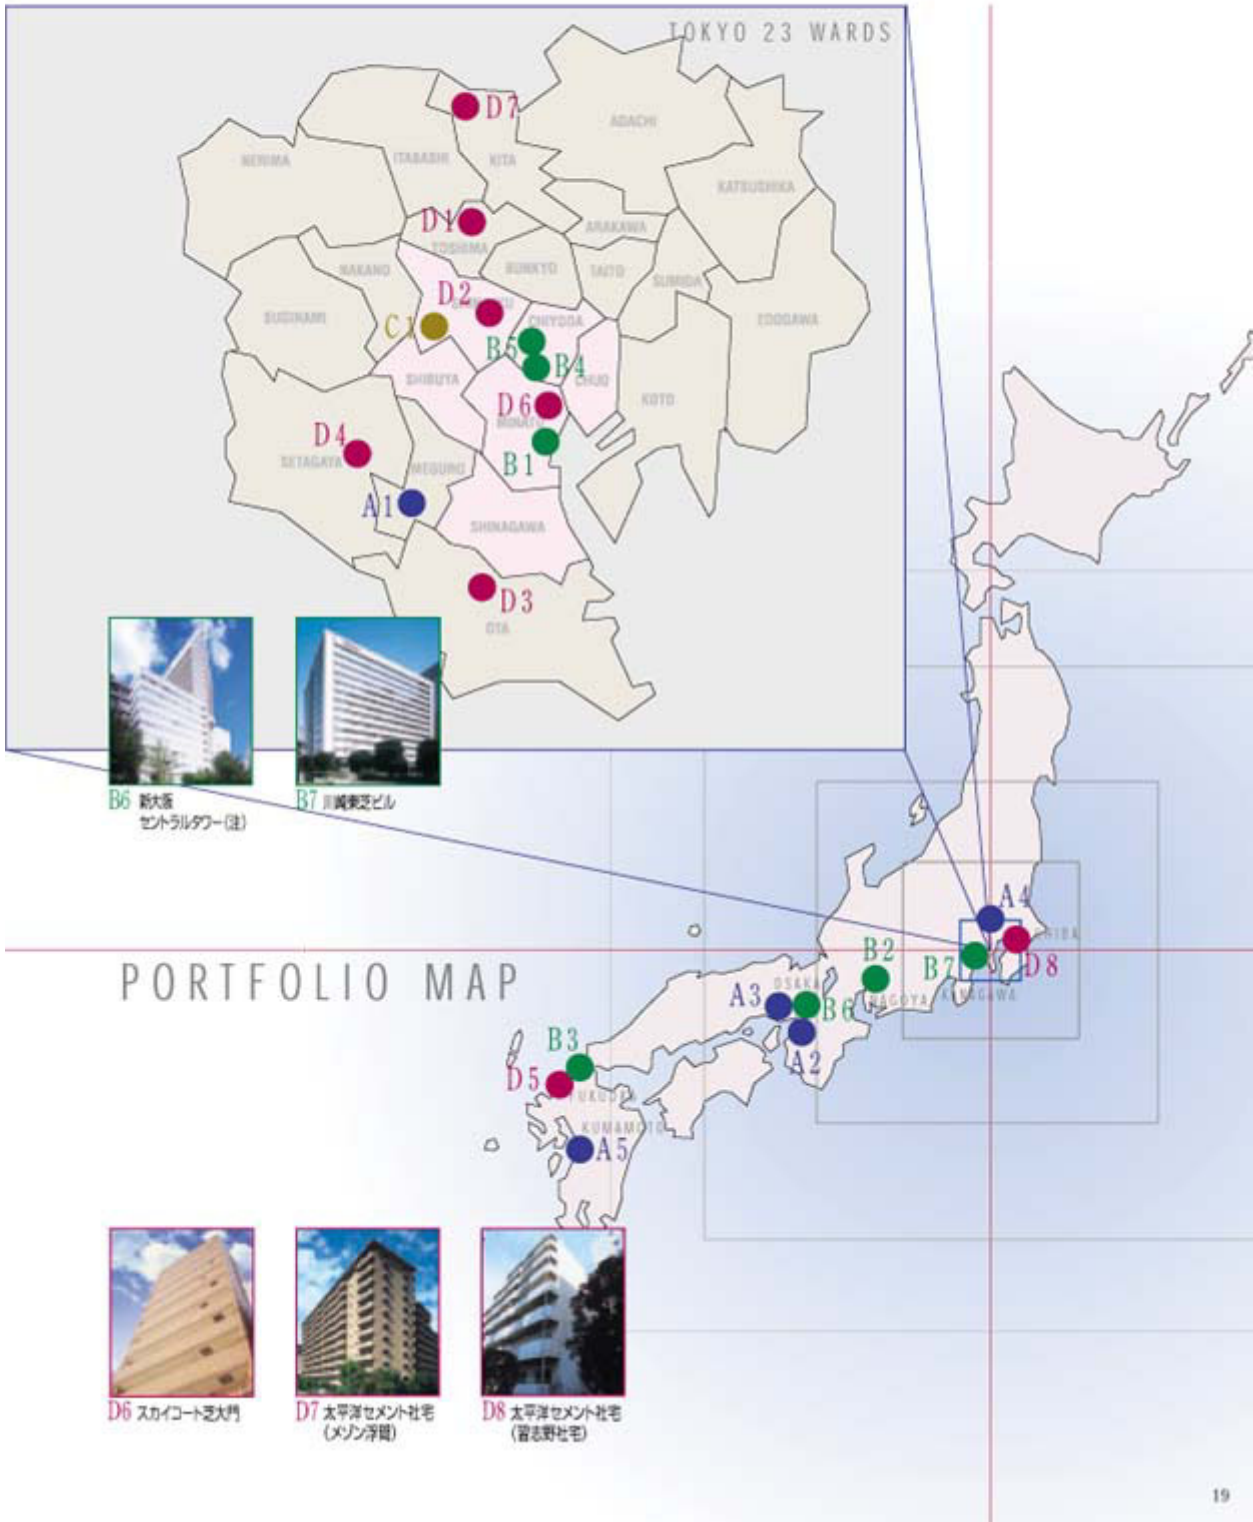 TOKYO 23 WARDS
D7
ADACHI
NERIMA
ITABASHI
KITA
KATSUSHIKA
D1
ARAKAWA
TOSHIMA
NAKANO
BUNKYO
TAITO
SUMIDA
D2
SUGINAMI
C1
CHIYODA
EDOGAWA
B5
B4
SHIBUYA
CHUO
KOTO
D6
MINATO
D4
SETAGAYA
MEGURO
B1
A1
SHINAGAWA
D3
OTA
B6 新大阪
セントラルタワー(注)
B7 川崎東芝ビル
A4
CHIBA
PORTFOLIO MAP
B2
B7
D8
OSAKA
A3
B6
NAGOYA
KANAGAWA
B3
A2
D5
FUKUOKA
KUMAMOTO
A5
D6 スカイコート芝大門
D7 太平洋セメント社宅
(メゾン浮間)
D8 太平洋セメント社宅
(習志野社宅)
19